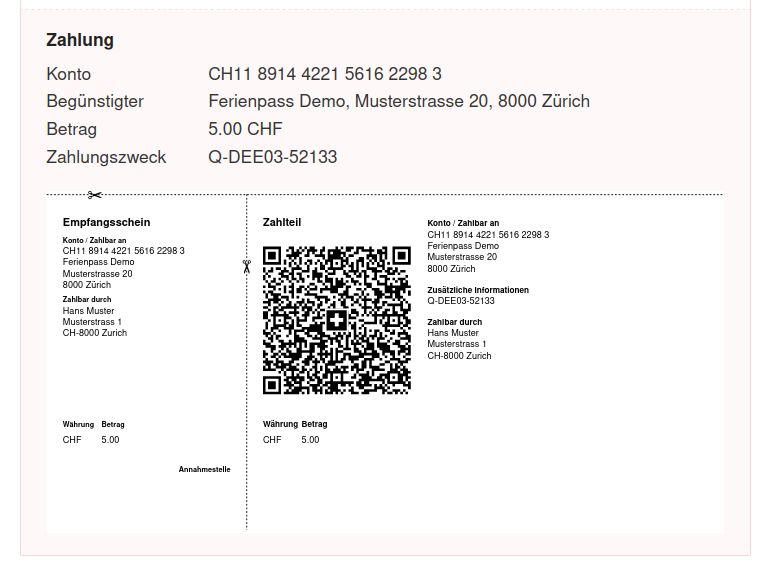 Zahlung
Konto CH11 8914 4221 5616 2298 3
Begünstigter Ferienpass Demo, Musterstrasse 20, 8000 Zürich
Betrag 5.00 CHF
Zahlungszweck Q-DEE03-52133
Empfangsschein
Konto / Zahlbar an
CH11 8914 4221 5616 2298 3
Ferienpass Demo
Musterstrasse 20
8000 Zürich
Zahlbar durch
Hans Muster
Musterstrass 1
CH-8000 Zurich
Währung Betrag
CHF 5.00
Annahmestelle
Zahlteil
Währung Betrag
CHF 5.00
Konto / Zahlbar an
CH11 8914 4221 5616 2298 3
Ferienpass Demo
Musterstrasse 20
8000 Zürich
Zusätzliche Informationen
Q-DEE03-52133
Zahlbar durch
Hans Muster
Musterstrass 1
CH-8000 Zurich